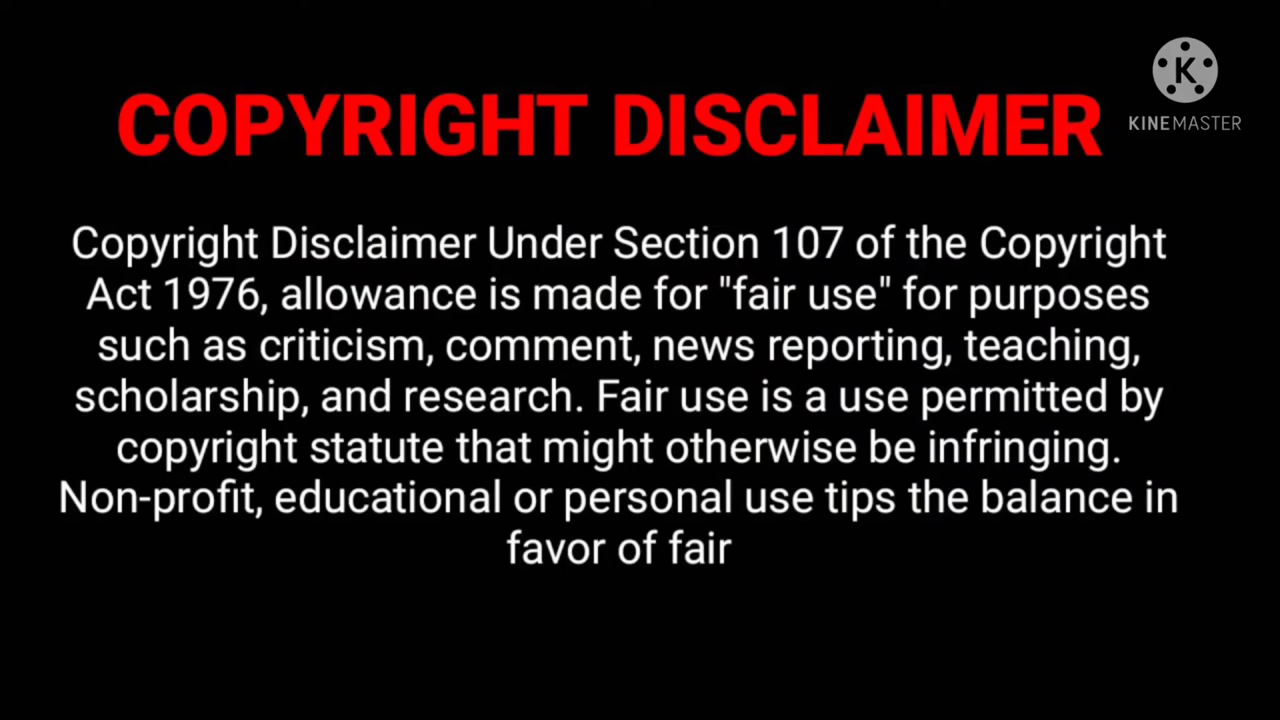 COPYRIGHT DISCLAIMER
K
KINEMASTER
Copyright Disclaimer Under Section 107 of the Copyright
Act 1976, allowance is made for "fair use" for purposes
such as criticism, comment, news reporting, teaching,
scholarship, and research. Fair use is a use permitted by
copyright statute that might otherwise be infringing.
Non-profit, educational or personal use tips the balance in
favor of fair